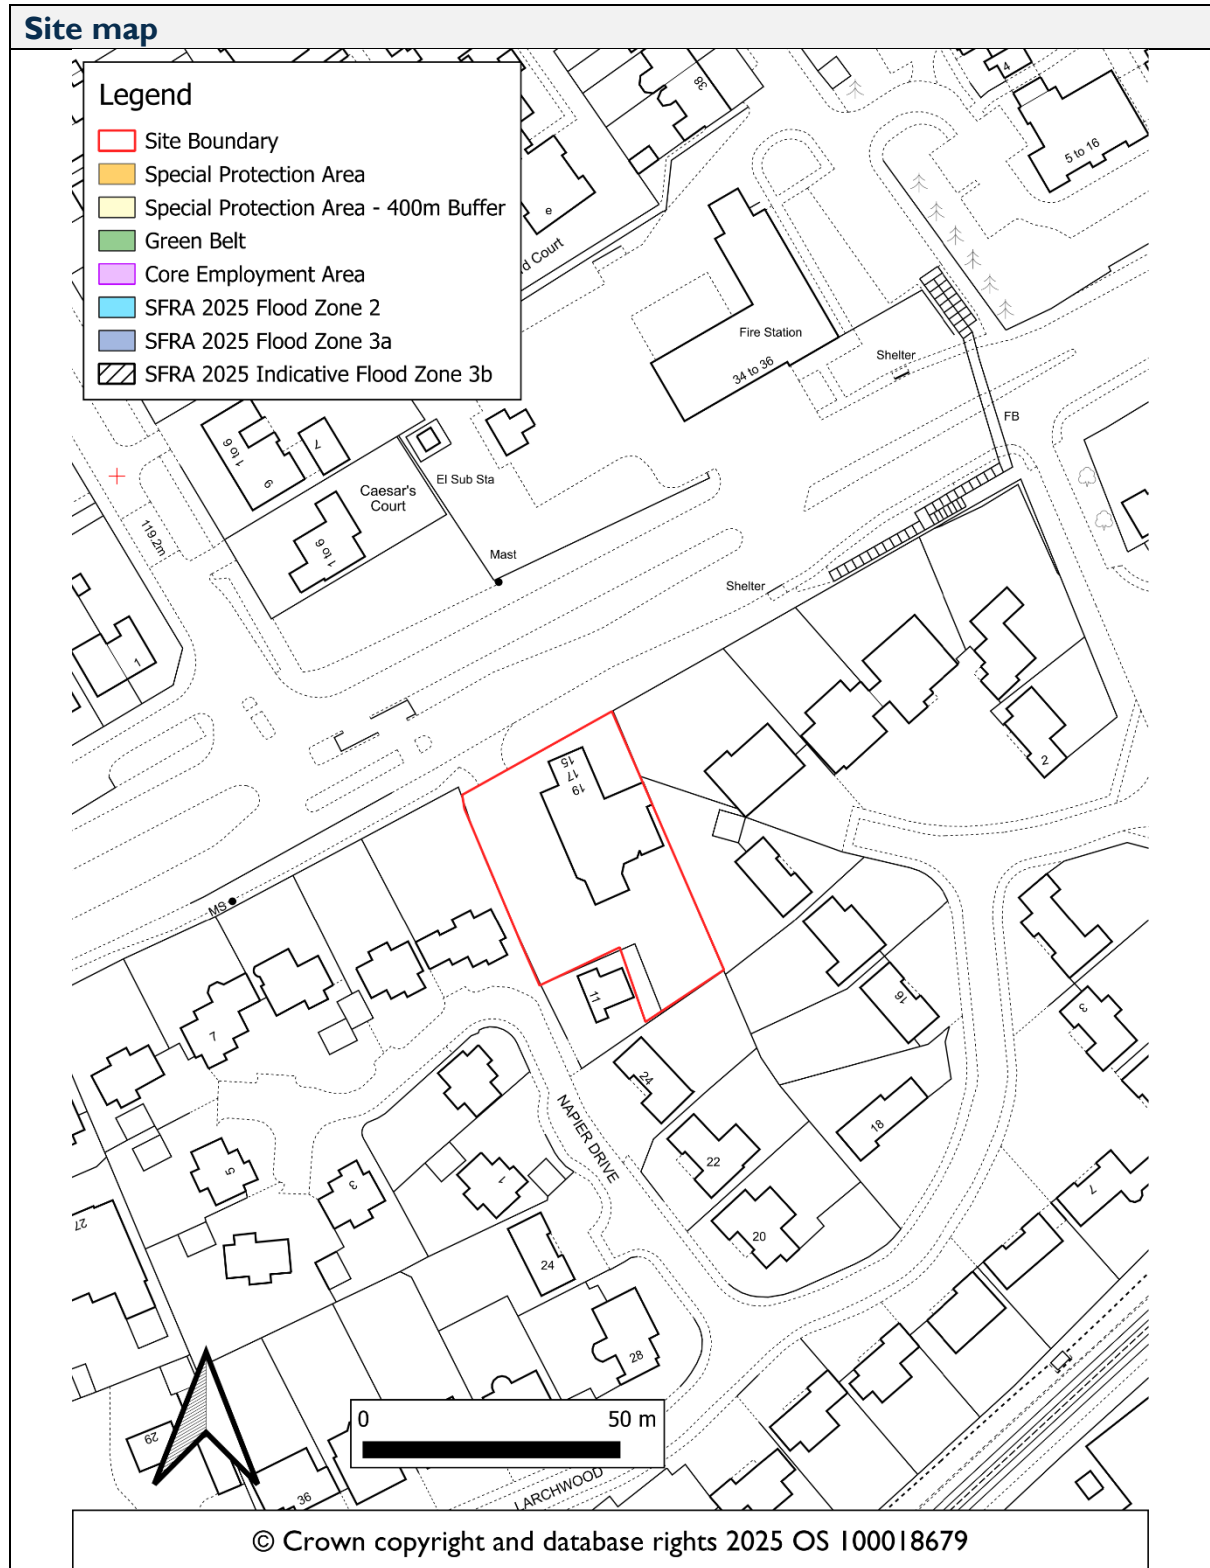 Site map
Legend
Site Boundary
Special Protection Area
Special Protection Area - 400m Buffer
Green Belt
Core Employment Area
SFRA 2025 Flood Zone 2
SFRA 2025 Flood Zone 3a
SFRA 2025 Indicative Flood Zone 3b
38
4
5 to 16
e
rd Court
Fire Station
34 to 36
Shelter
FB
1 to 6
7
9
El Sub Sta
Caesar's
Court
1 to 6
119.2m
Mast
Shelter
1
15
17
19
2
MS
7
11
16
3
24
NAPIER DRIVE
18
22
5
3
1
7
27
20
24
28
29
36
0
50 m
LARCHWOOD
© Crown copyright and database rights 2025 OS 100018679